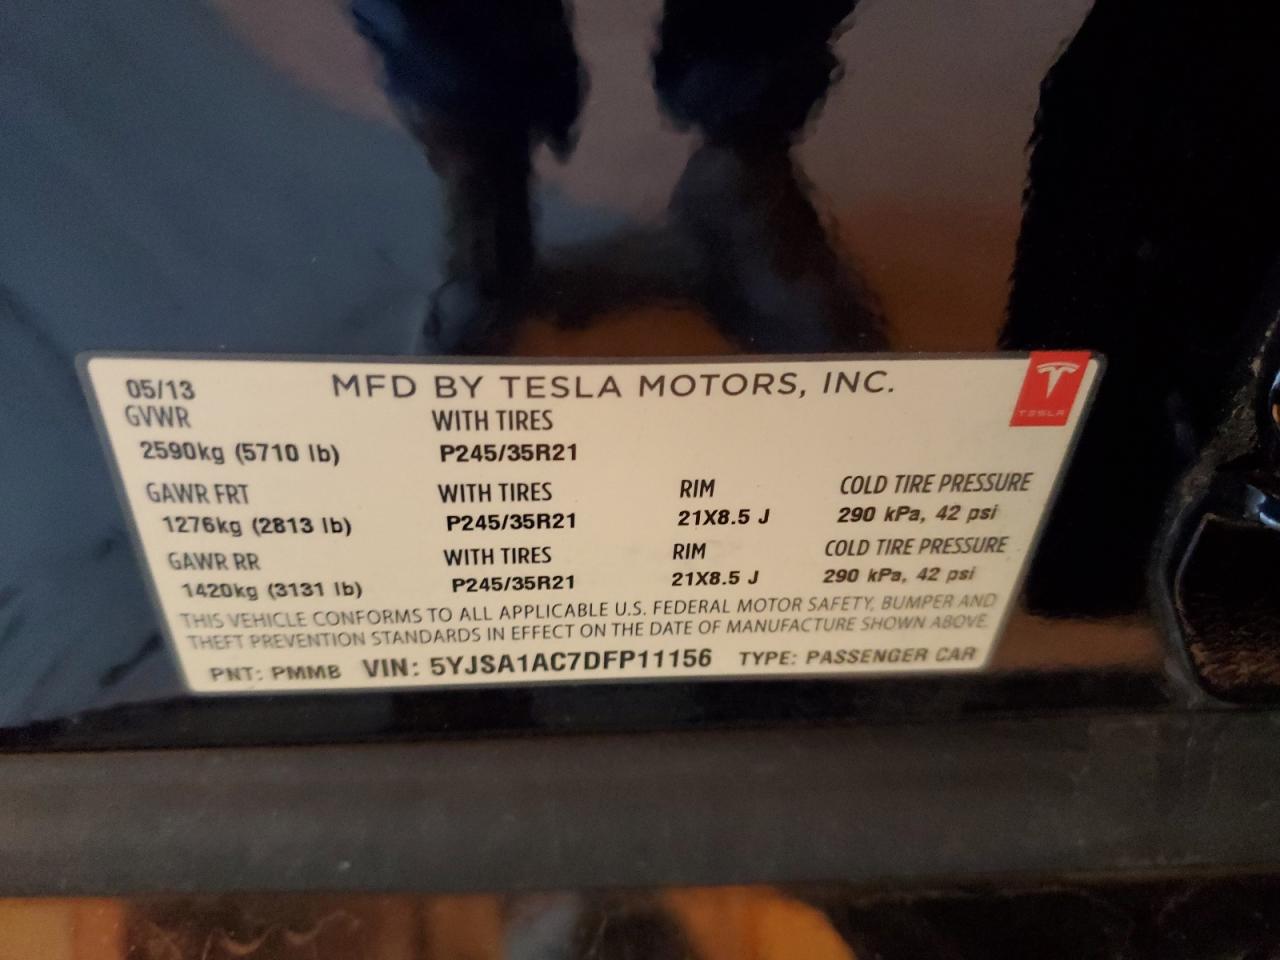 05/13 MFD BY TESLA MOTORS, INC.
TESLA
GVWR WITH TIRES
2590kg (5710 lb) P245/35R21
GAWR FRT WITH TIRES RIM COLD TIRE PRESSURE
1276kg (2813 lb) P245/35R21 21X8.5 J 290 kPa, 42 psi
GAWR RR WITH TIRES RIM COLD TIRE PRESSURE
1420kg (3131 lb) P245/35R21 21X8.5 J 290 kPa, 42 psi
THIS VEHICLE CONFORMS TO ALL APPLICABLE U.S. FEDERAL MOTOR SAFETY, BUMPER AND
THEFT PREVENTION STANDARDS IN EFFECT ON THE DATE OF MANUFACTURE SHOWN ABOVE.
PNT: PMMB VIN: 5YJSA1AC7DFP11156 TYPE: PASSENGER CAR